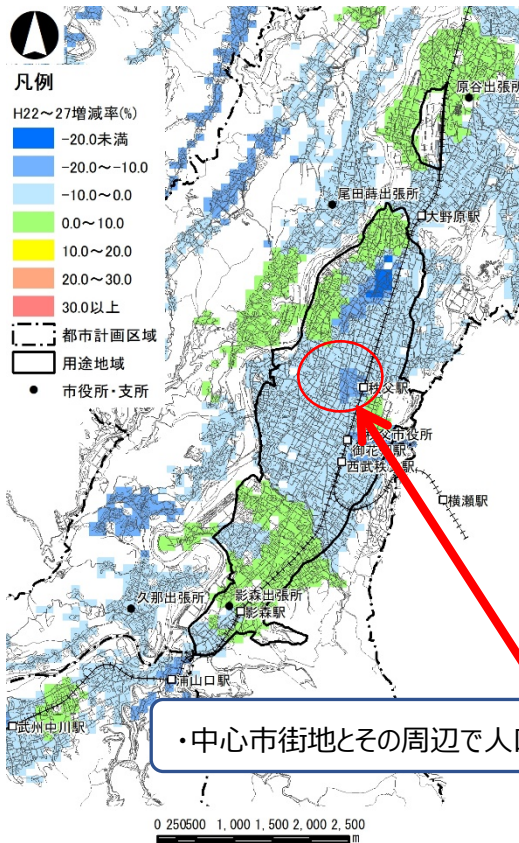 凡例
H22～27増減率(%)
-20.0未満
-20.0～-10.0
-10.0～0.0
0.0～10.0
10.0～20.0
20.0～30.0
30.0以上
都市計画区域
用途地域
市役所・支所
原谷出張所
尾田蒔出張所
大野原駅
秩父駅
秩父市役所
御花
西武秩
横瀬駅
久那出張所
影森出張所
影森駅
浦山口駅
武州中川駅
・中心市街地とその周辺で人
0 250500 1,000 1,500 2,000 2,500
m